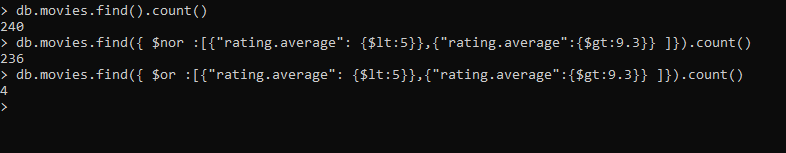 > db.movies.find().count()
240
> db.movies.find({ $nor :[{"rating.average": {$lt:5}},{"rating.average":{$gt:9.3}} ]}).count()
236
> db.movies.find({ $or :[{"rating.average": {$lt:5}},{"rating.average":{$gt:9.3}} ]}).count()
4
>